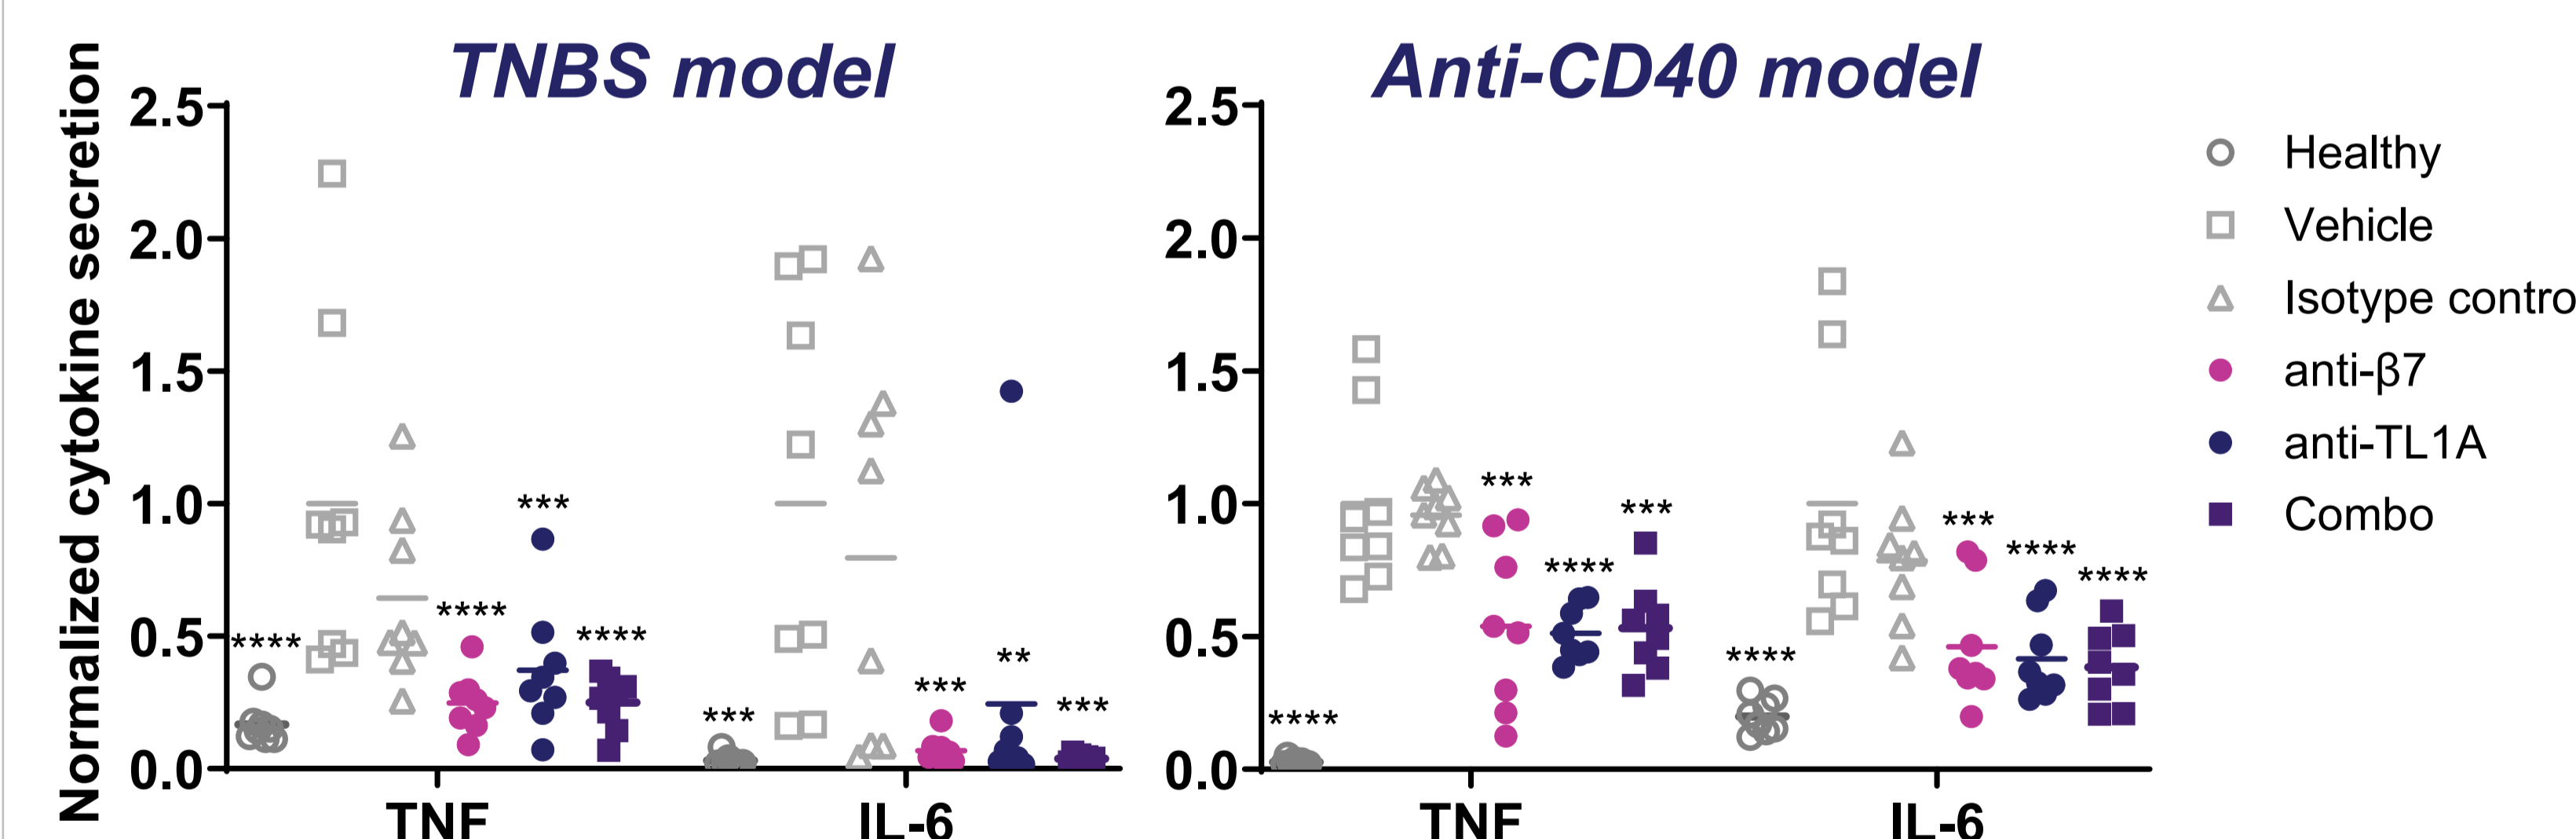 Normalized cytokine secretion
TNBS model
2.5
2.0
1.5
1.0
0.5
0.0
****
****
***
****
***
***
**
***
TNF
IL-6
Anti-CD40 model
2.5
2.0
1.5
1.0
0.5
0.0
****
***
****
***
****
***
****
****
TNF
IL-6
Healthy
Vehicle
Isotype contro
anti-β7
anti-TL1A
Combo